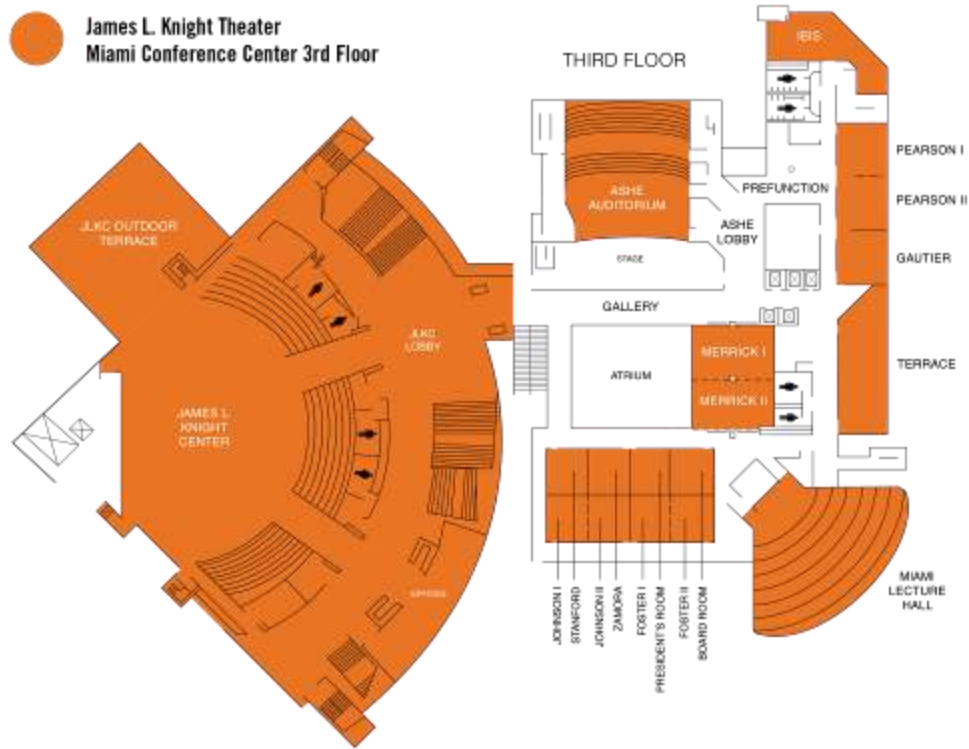 James L. Knight Theater
Miami Conference Center 3rd Floor
THIRD FLOOR
IBIS
PEARSON I
PEARSON II
GAUTIER
TERRACE
PREFUNCTION
ASHE
AUDITORIUM
ASHE
LOBBY
STAGE
GALLERY
JLKC OUTDOOR
TERRACE
JLKC
LOBBY
ATRIUM
MERRICK I
MERRICK II
JAMES L
KNIGHT
CENTER
MIAMI
LECTURE
HALL
JOHNSON I
STANFORD
JOHNSON II
ZAMORA
FOSTER I
PRESIDENT'S ROOM
FOSTER II
BOARD ROOM